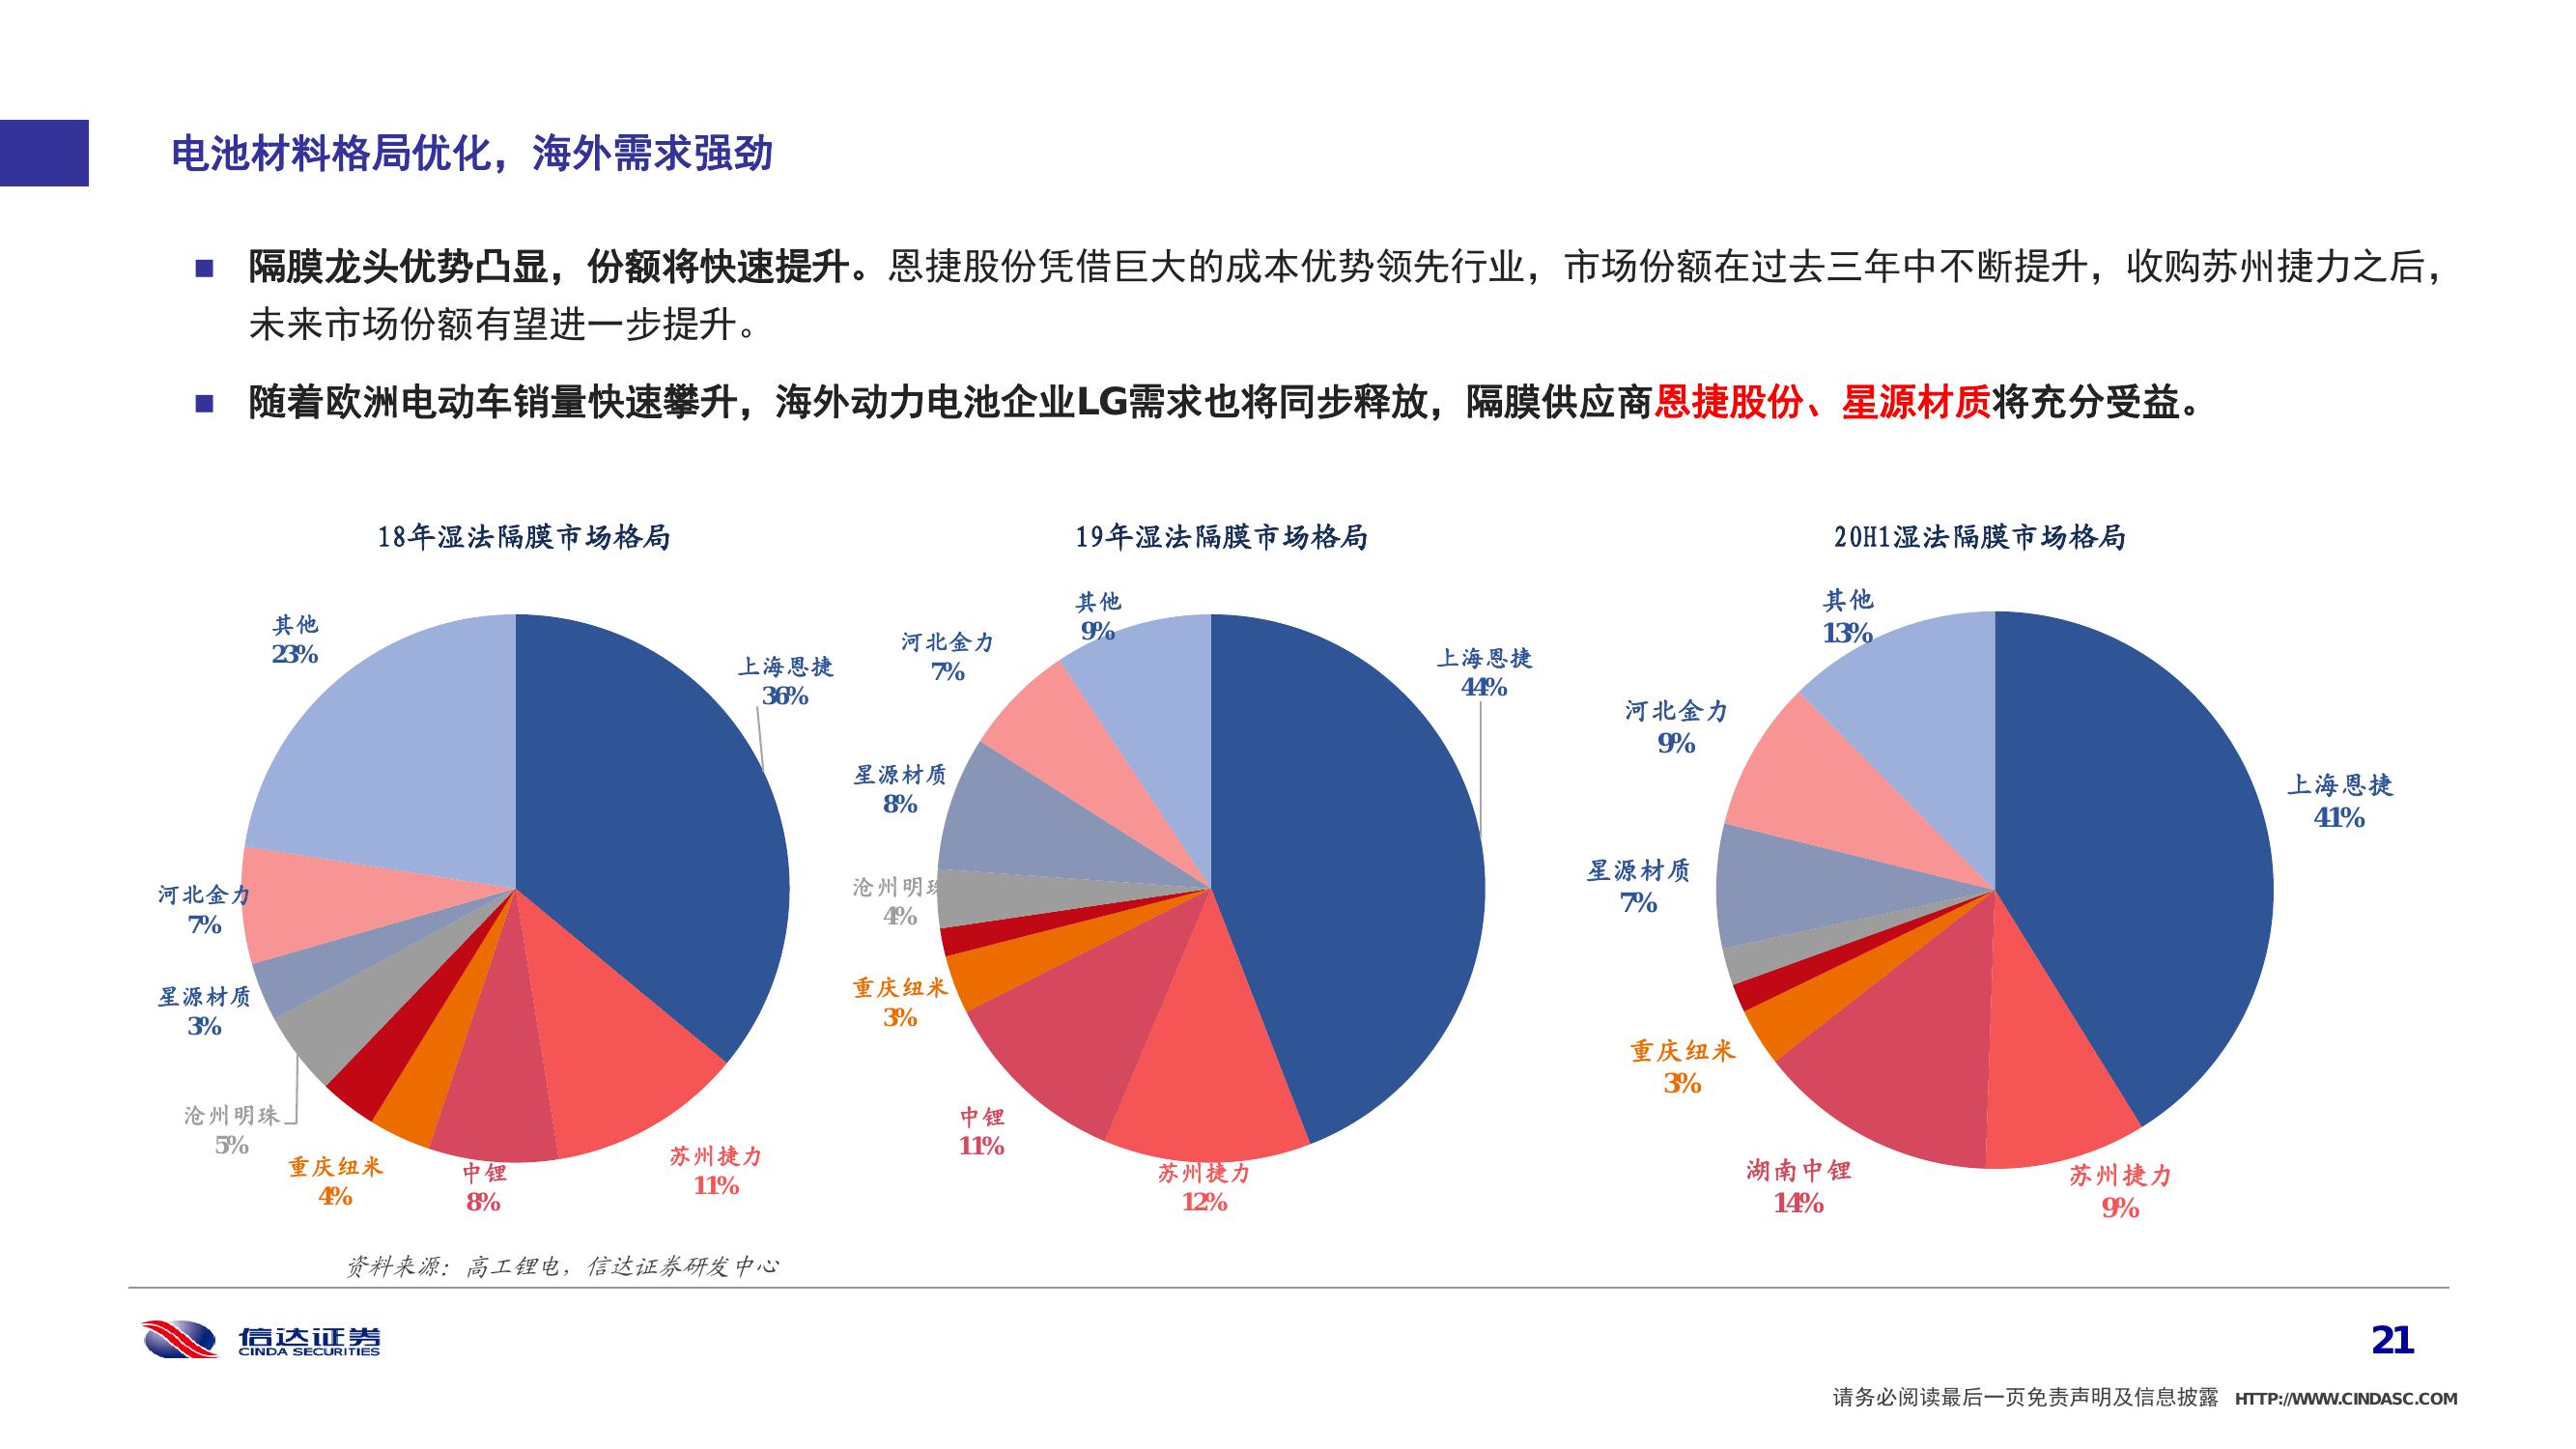 电池材料格局优化，海外需求强劲
■ 隔膜龙头优势凸显，份额将快速提升。恩捷股份凭借巨大的成本优势领先行业，市场份额在过去三年中不断提升，收购苏州捷力之后，
未来市场份额有望进一步提升。
■ 随着欧洲电动车销量快速攀升，海外动力电池企业LG需求也将同步释放，隔膜供应商恩捷股份、星源材质将充分受益。
18年湿法隔膜市场格局
其他
23%
上海恩捷
36%
河北金力
7%
星源材质
3%
沧州明珠
5%
重庆纽米
4%
中锂
8%
苏州捷力
11%
19年湿法隔膜市场格局
其他
9%
河北金力
7%
上海恩捷
44%
星源材质
8%
沧州明珠
4%
重庆纽米
3%
中锂
11%
苏州捷力
12%
20H1湿法隔膜市场格局
其他
13%
河北金力
9%
上海恩捷
41%
星源材质
7%
重庆纽米
3%
湖南中锂
14%
苏州捷力
9%
资料来源：高工锂电，信达证券研发中心
信达证券
CINDA SECURITIES
21
请务必阅读最后一页免责声明及信息披露 HTTP://WWW.CINDASC.COM